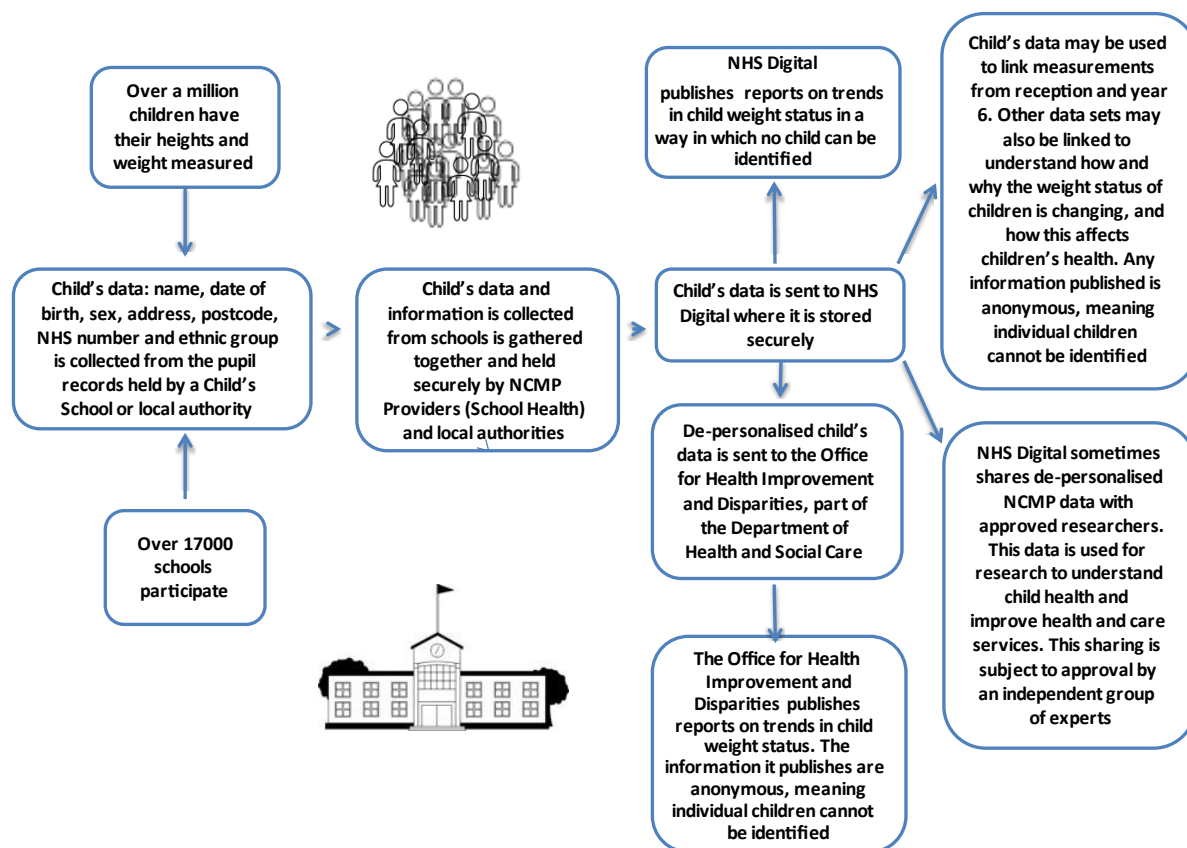 Over a million
children have
their heights and
weight measured
Child's data: name, date of
birth, sex, address, postcode,
NHS number and ethnic group
is collected from the pupil
records held by a Child's
School or local authority
Over 17000
schools
participate
Child's data and
information is collected
from schools is gathered
together and held
securely by NCMP
Providers (School Health)
and local authorities
NHS Digital
publishes reports on trends
in child weight status in a
way in which no child can be
identified
Child's data is sent to NHS
Digital where it is stored
securely
De-personalised child's
data is sent to the Office
for Health Improvement
and Disparities, part of
the Department of
Health and Social Care
The Office for Health
Improvement and
Disparities publishes
reports on trends in child
weight status. The
information it publishes are
anonymous, meaning
individual children cannot
be identified
Child's data may be used
to link measurements
from reception and year
6. Other data sets may
also be linked to
understand how and
why the weight status of
children is changing, and
how this affects
children's health. Any
information published is
anonymous, meaning
individual children
cannot be identified
NHS Digital sometimes
shares de-personalised
NCMP data with
approved researchers.
This data is used for
research to understand
child health and
improve health and care
services. This sharing is
subject to approval by
an independent group
of experts